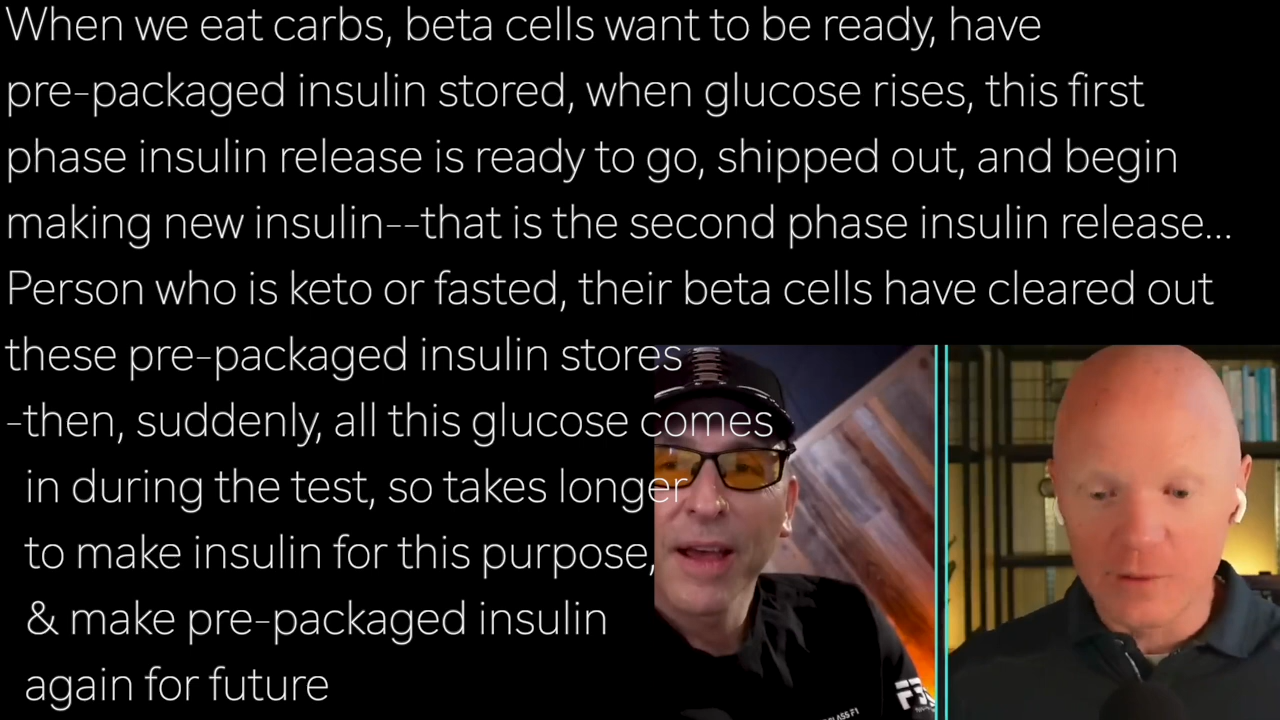 When we eat carbs, beta cells want to be ready, have
pre-packaged insulin stored, when glucose rises, this first
phase insulin release is ready to go, shipped out, and begin
making new insulin--that is the second phase insulin release...
Person who is keto or fasted, their beta cells have cleared out
these pre-packaged insulin stores
-then, suddenly, all this glucose comes
in during the test, so takes longer
to make insulin for this purpose,
& make pre-packaged insulin
again for future